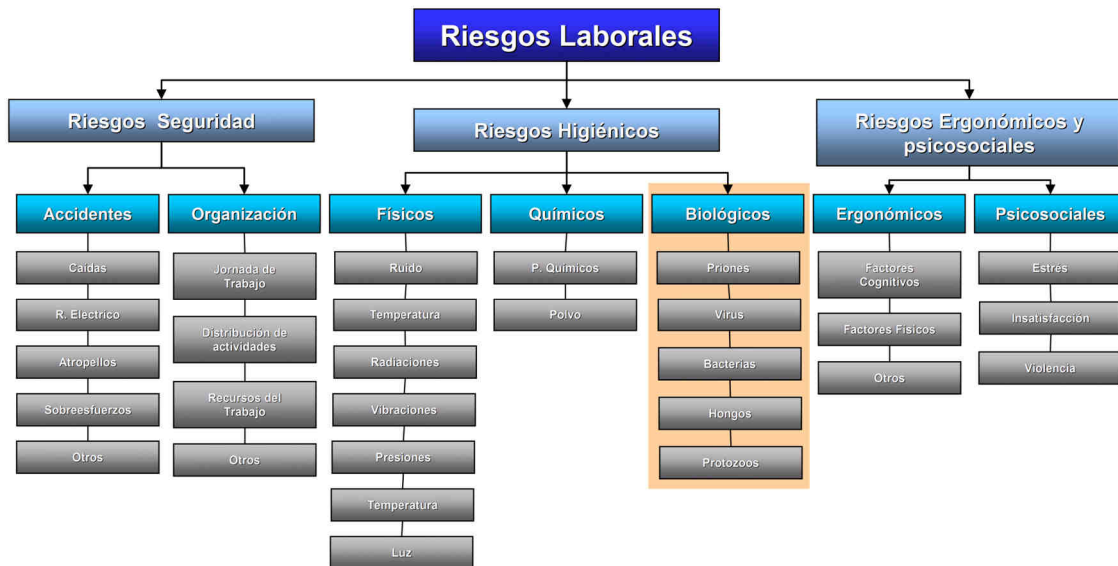 Riesgos Laborales
Riesgos Seguridad
Riesgos Higiénicos
Riesgos Ergonómicos y
psicosociales
Accidentes
Organización
Físicos
Químicos
Biológicos
Ergonómicos
Psicosociales
Caídas
R. Electrico
Atropellos
Sobreesfuerzos
Otros
Jornada de
Trabajo
Distribución de
actividades
Recursos del
Trabajo
Otros
Ruido
Temperatura
Radiaciones
Vibraciones
Presiones
Temperatura
Luz
P. Químicos
Polvo
Priones
Virus
Bacterias
Hongos
Protozoos
Factores
Cognitivos
Factores Físicos
Otros
Estrés
Insatisfacción
Violencia